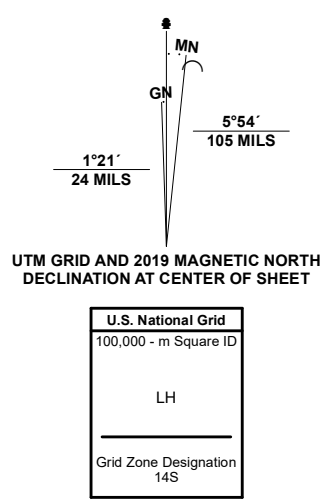 MN
GN
5°54´
105 MILS
1°21´
24 MILS
UTM GRID AND 2019 MAGNETIC NORTH
DECLINATION AT CENTER OF SHEET
U.S. National Grid
100,000 - m Square ID
LH
Grid Zone Designation
14S